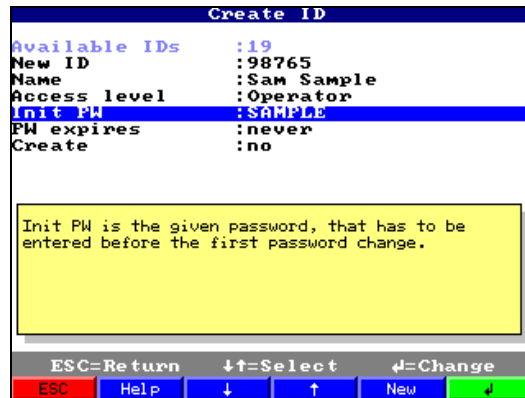 Create ID
Available IDs :19
New ID :98765
Name :Sam Sample
Access level :Operator
Init PW :SAMPLE
PW expires :never
Create :no
Init PW is the given password, that has to be
entered before the first password change.
ESC=Return ↓↑=Select ↲=Change
ESC Help ↓ ↑ New ↲